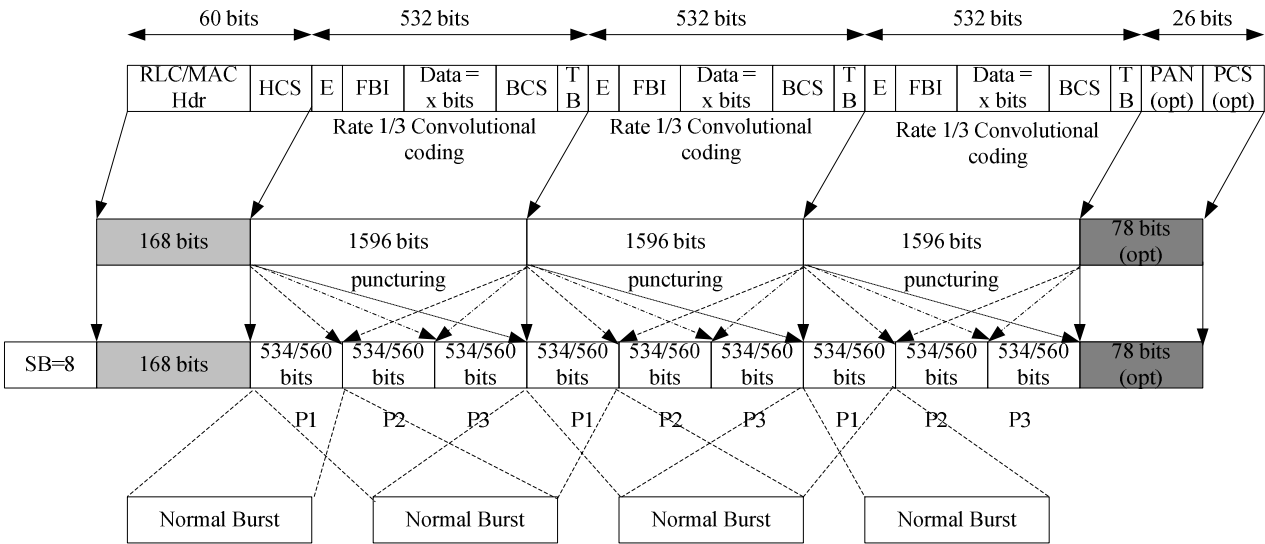 60 bits 532 bits 532 bits 532 bits 26 bits
RLC/MAC Hdr HCS E FBI Data = x bits BCS TB E FBI Data = x bits BCS TB E FBI Data = x bits BCS TB PAN (opt) PCS (opt)
Rate 1/3 Convolutional coding Rate 1/3 Convolutional coding Rate 1/3 Convolutional coding
168 bits 1596 bits 1596 bits 1596 bits 78 bits (opt)
puncturing puncturing puncturing
SB=8 168 bits 534/560 bits 534/560 bits 534/560 bits 534/560 bits 534/560 bits 534/560 bits 534/560 bits 534/560 bits 534/560 bits 78 bits (opt)
P1 P2 P3 P1 P2 P3 P1 P2 P3
Normal Burst Normal Burst Normal Burst Normal Burst